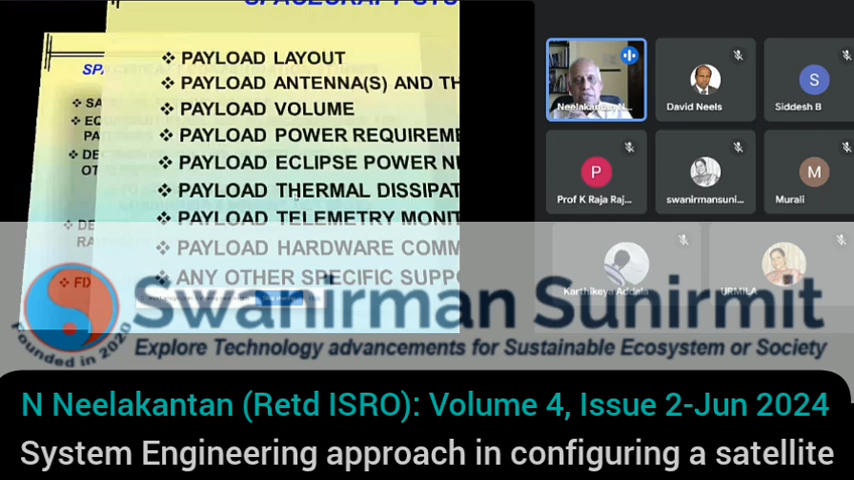 SPACECRAFT
❖ PAYLOAD LAYOUT
❖ PAYLOAD ANTENNA(S) AND TH
❖ PAYLOAD VOLUME
❖ PAYLOAD POWER REQUIREME
❖ PAYLOAD ECLIPSE POWER N
❖ PAYLOAD THERMAL DISSIPAT
❖ PAYLOAD TELEMETRY MONIT
❖ PAYLOAD HARDWARE COMM
❖ ANY OTHER SPECIFIC SUPPO
❖ FIX
Neelakantan N...
David Neels
S
Siddesh B
P
Prof K Raja Raj...
swanirmansuni...
M
Murali
Karthikeya Addala
URMILA
Swanirman Sunirmit
Founded in 2020
Explore Technology advancements for Sustainable Ecosystem or Society
N Neelakantan (Retd ISRO): Volume 4, Issue 2-Jun 2024
System Engineering approach in configuring a satellite